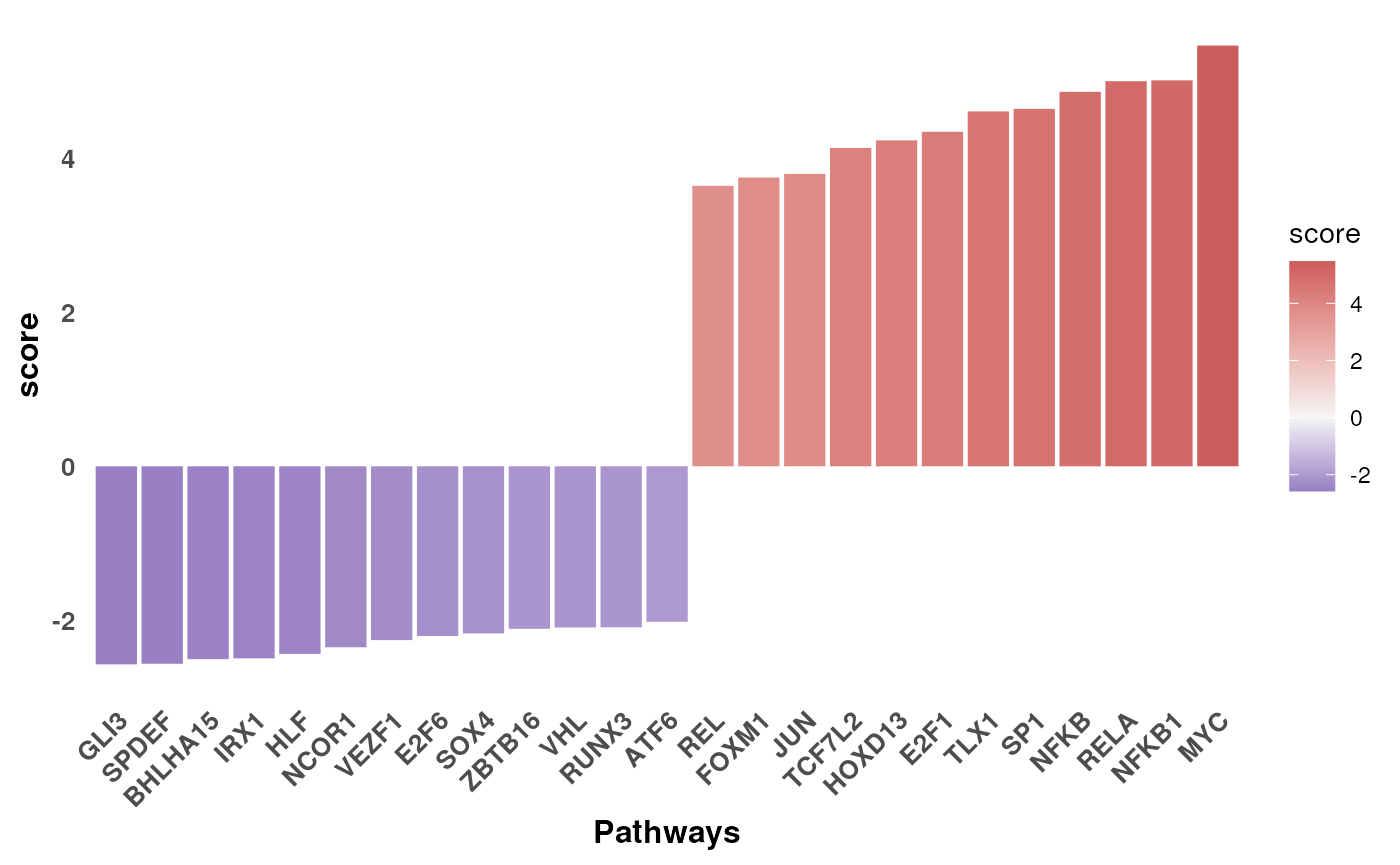 score
4
2
0
-2
GLI3
SPDEF
BHLHA15
IRX1
HLF
NCOR1
VEZF1
E2F6
SOX4
ZBTB16
VHL
RUNX3
ATF6
REL
FOXM1
JUN
TCF7L2
HOXD13
E2F1
TLX1
SP1
NFKB
RELA
NFKB1
MYC
Pathways
score
4
2
0
-2